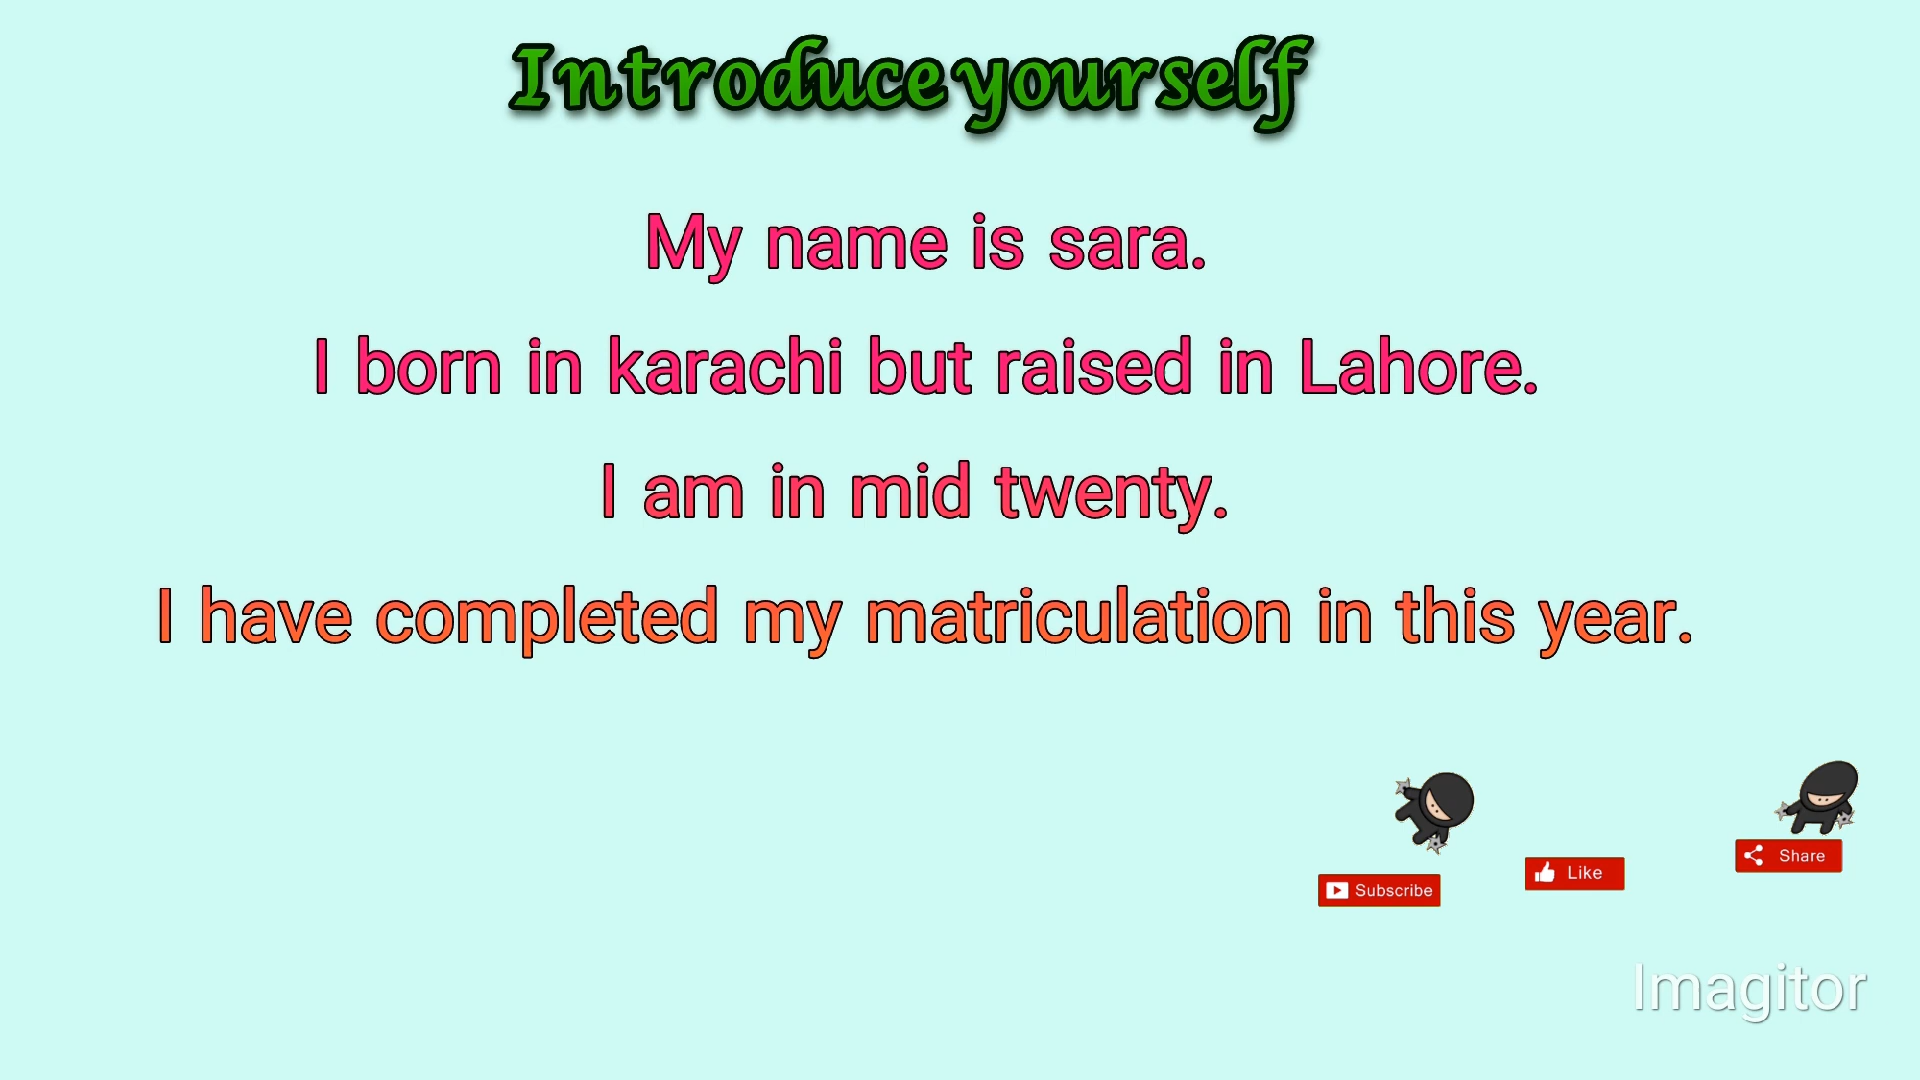 Introduce yourself
My name is sara.
I born in karachi but raised in Lahore.
I am in mid twenty.
I have completed my matriculation in this year.
Subscribe
Like
Share
Imagitor